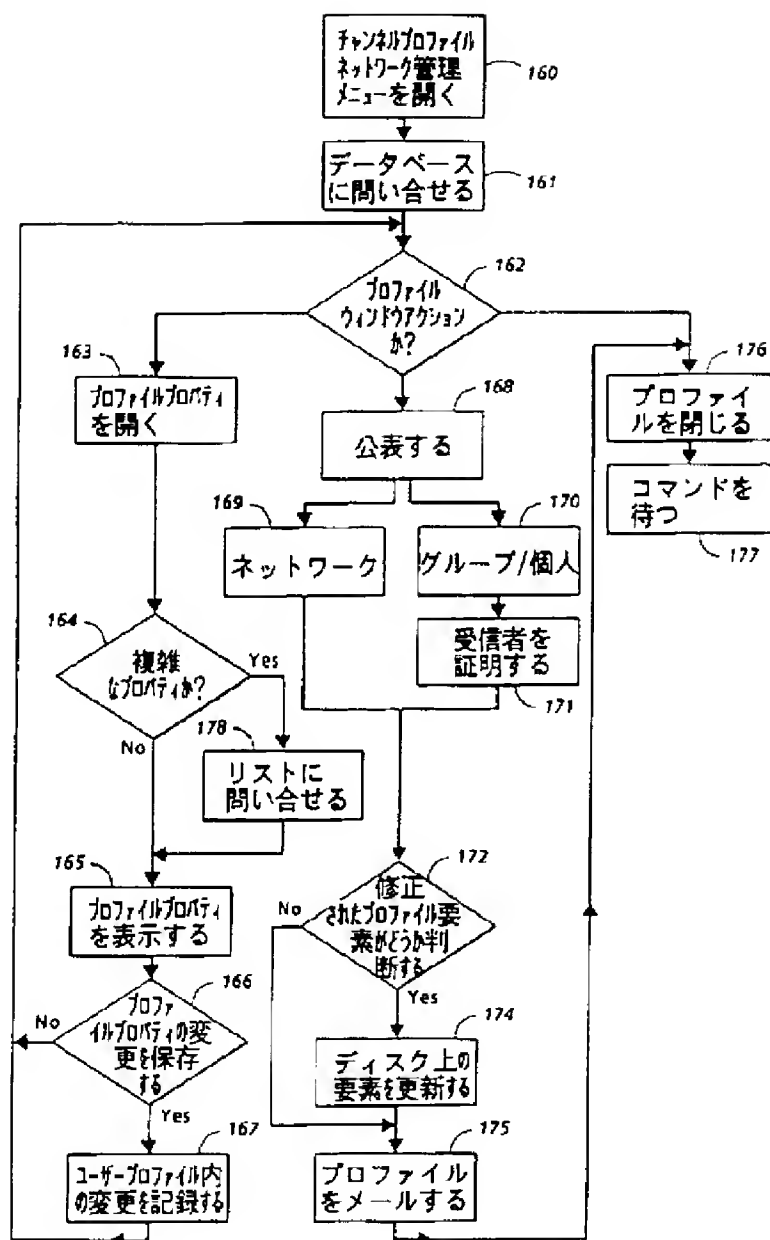 チャンネルプロファイル
ネットワーク管理
メニューを開く
160
データベース
に問い合せる
161
プロファイル
ウィンドウアクション
か?
162
163
プロファイルプロパティ
を開く
168
公表する
176
プロファイ
ルを閉じる
コマンドを
待つ
177
169
ネットワーク
170
グループ/個人
受信者を
証明する
171
164
複雑
なプロパティか?
Yes
No
178
リストに
問い合せる
165
プロファイルプロパティ
を表示する
166
プロファ
イルプロパティの変
更を保存
する
No
Yes
167
ユーザープロファイル内
の変更を記録する
172
修正
されたプロファイル要
素がどうか判
断する
No
Yes
174
ディスク上の
要素を更新する
175
プロファイル
をメールする